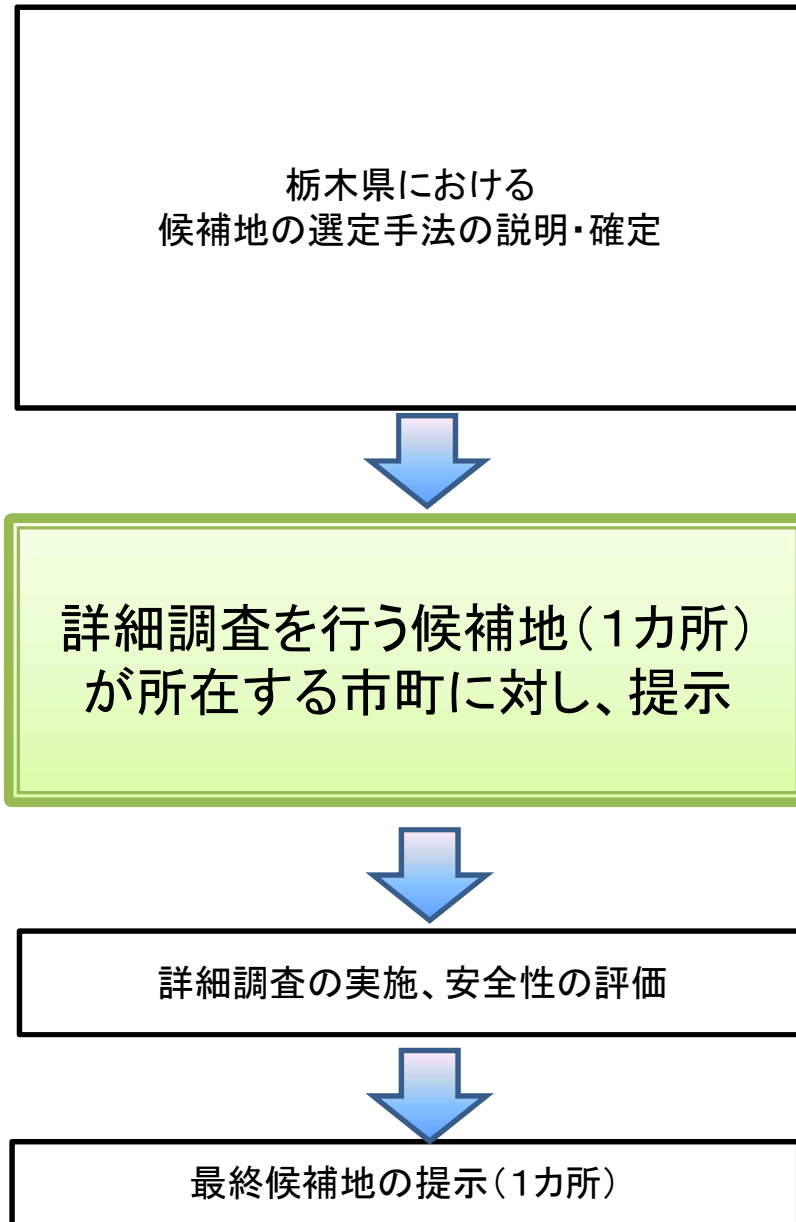 栃木県における
候補地の選定手法の説明・確定
詳細調査を行う候補地(1カ所)
が所在する市町に対し、提示
詳細調査の実施、安全性の評価
最終候補地の提示(1カ所)